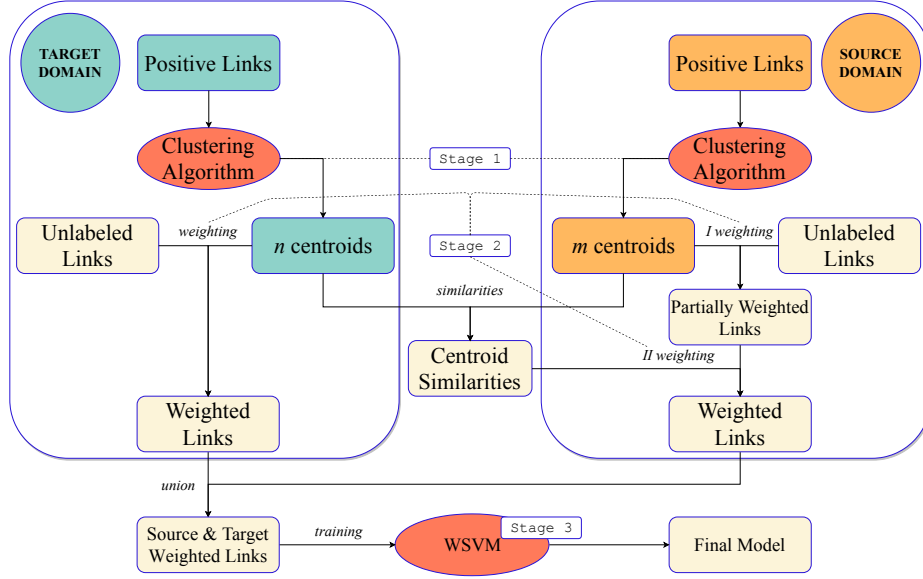 TARGET
DOMAIN
Positive Links
Positive Links
SOURCE
DOMAIN
Clustering
Algorithm
Stage 1
Clustering
Algorithm
Unlabeled
Links
weighting
n centroids
Stage 2
m centroids
I weighting
Unlabeled
Links
similarities
Partially Weighted
Links
Centroid
Similarities
II weighting
Weighted
Links
Weighted
Links
union
Source & Target
Weighted Links
training
WSVM
Stage 3
Final Model